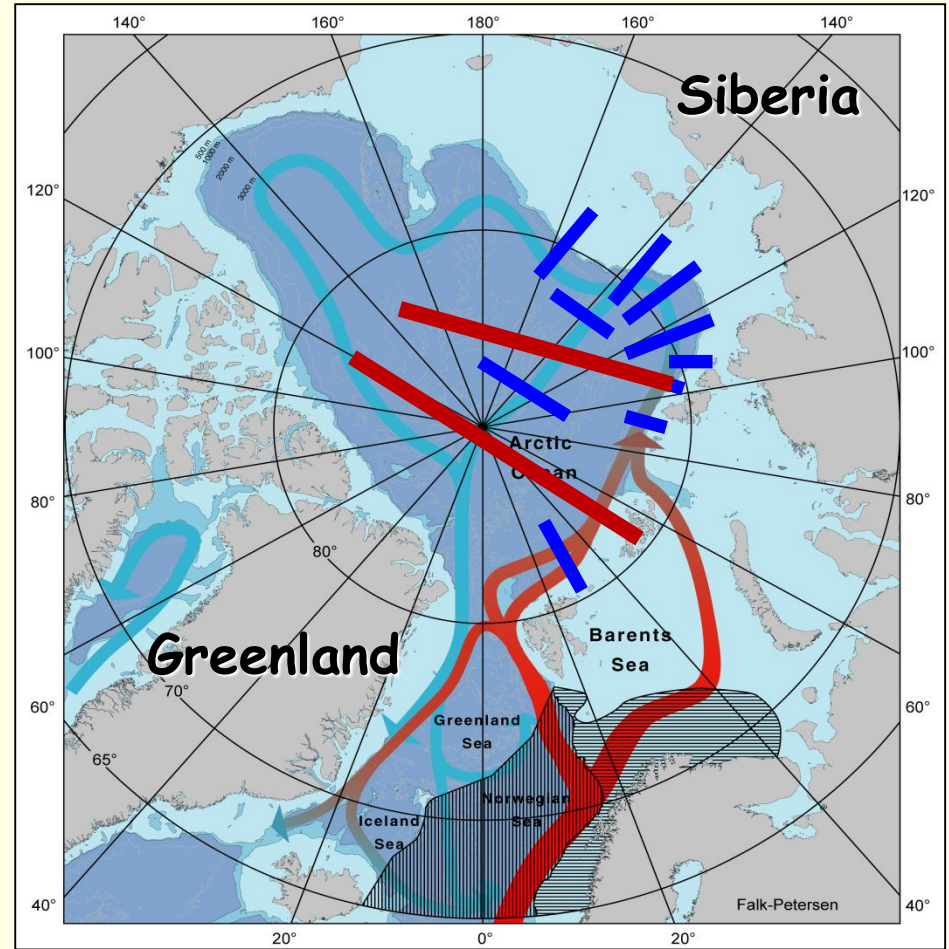 140° 160° 180° 160° 140°
Siberia
500 m
1000 m
2000 m
3000 m
120° 120°
100° 100°
Arctic
Ocean
80° 80°
80°
Barents
Sea
Greenland
70°
60° 60°
Greenland
Sea
65°
Norwegian
Sea
Iceland
Sea
40° 40°
Falk-Petersen
20° 0° 20°